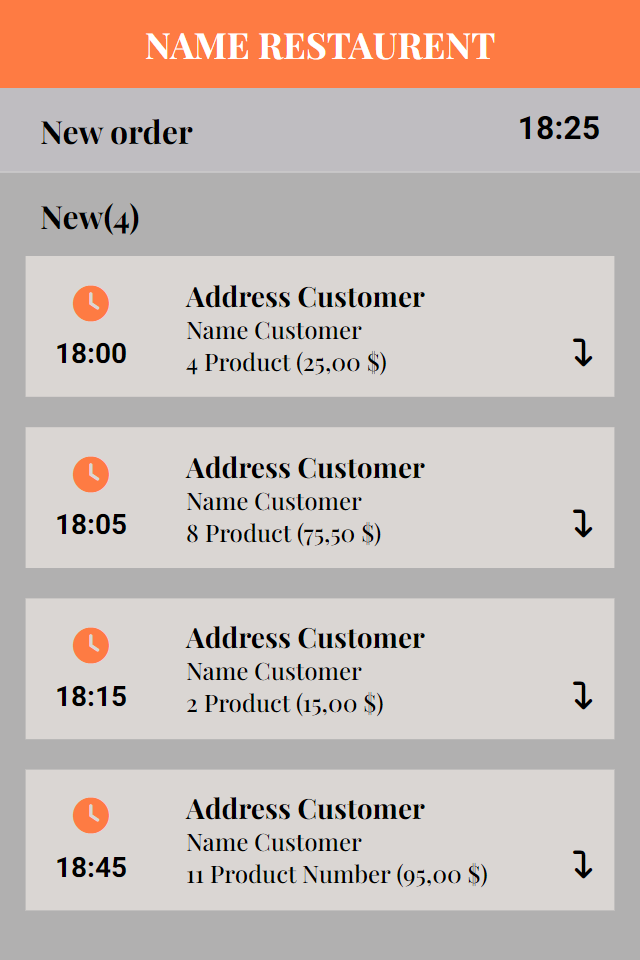 NAME RESTAURENT
New order
18:25
New(4)
Address Customer
Name Customer
18:00
4 Product (25,00 $)
Address Customer
Name Customer
18:05
8 Product (75,50 $)
Address Customer
Name Customer
18:15
2 Product (15,00 $)
Address Customer
Name Customer
18:45
11 Product Number (95,00 $)